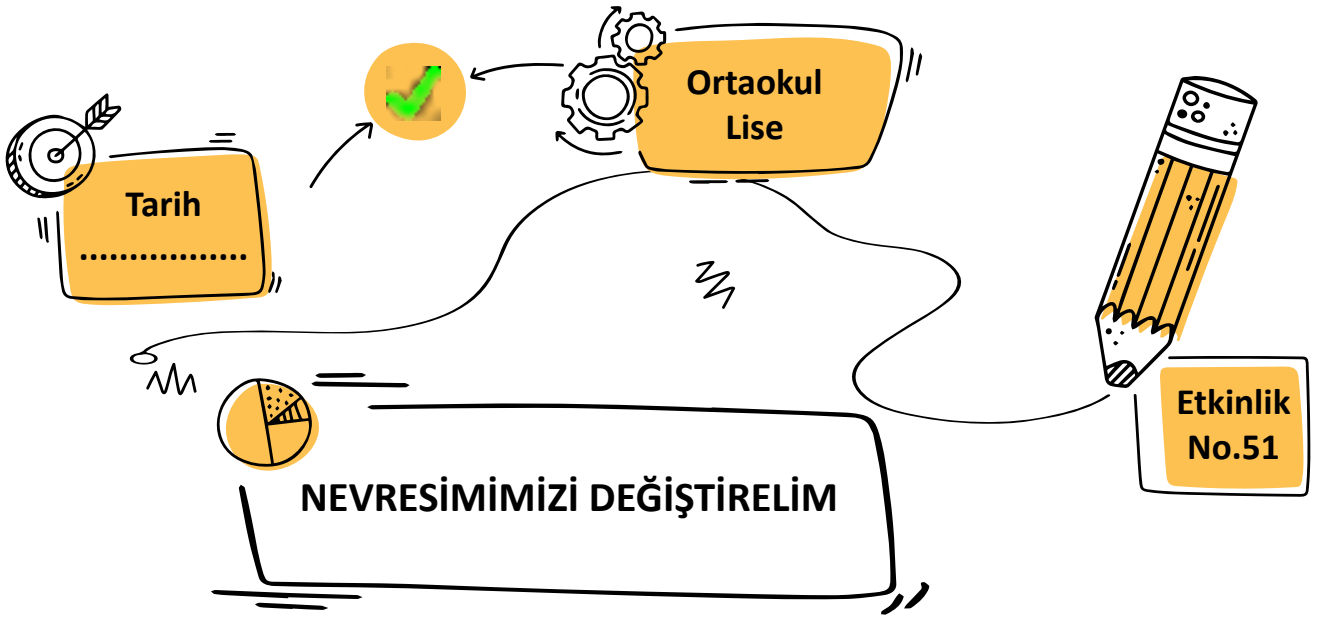 Ortaokul
Lise
Tarih
....................
Etkinlik
No.51
NEVRESİMİMİZİ DEĞİŞTİRELİM